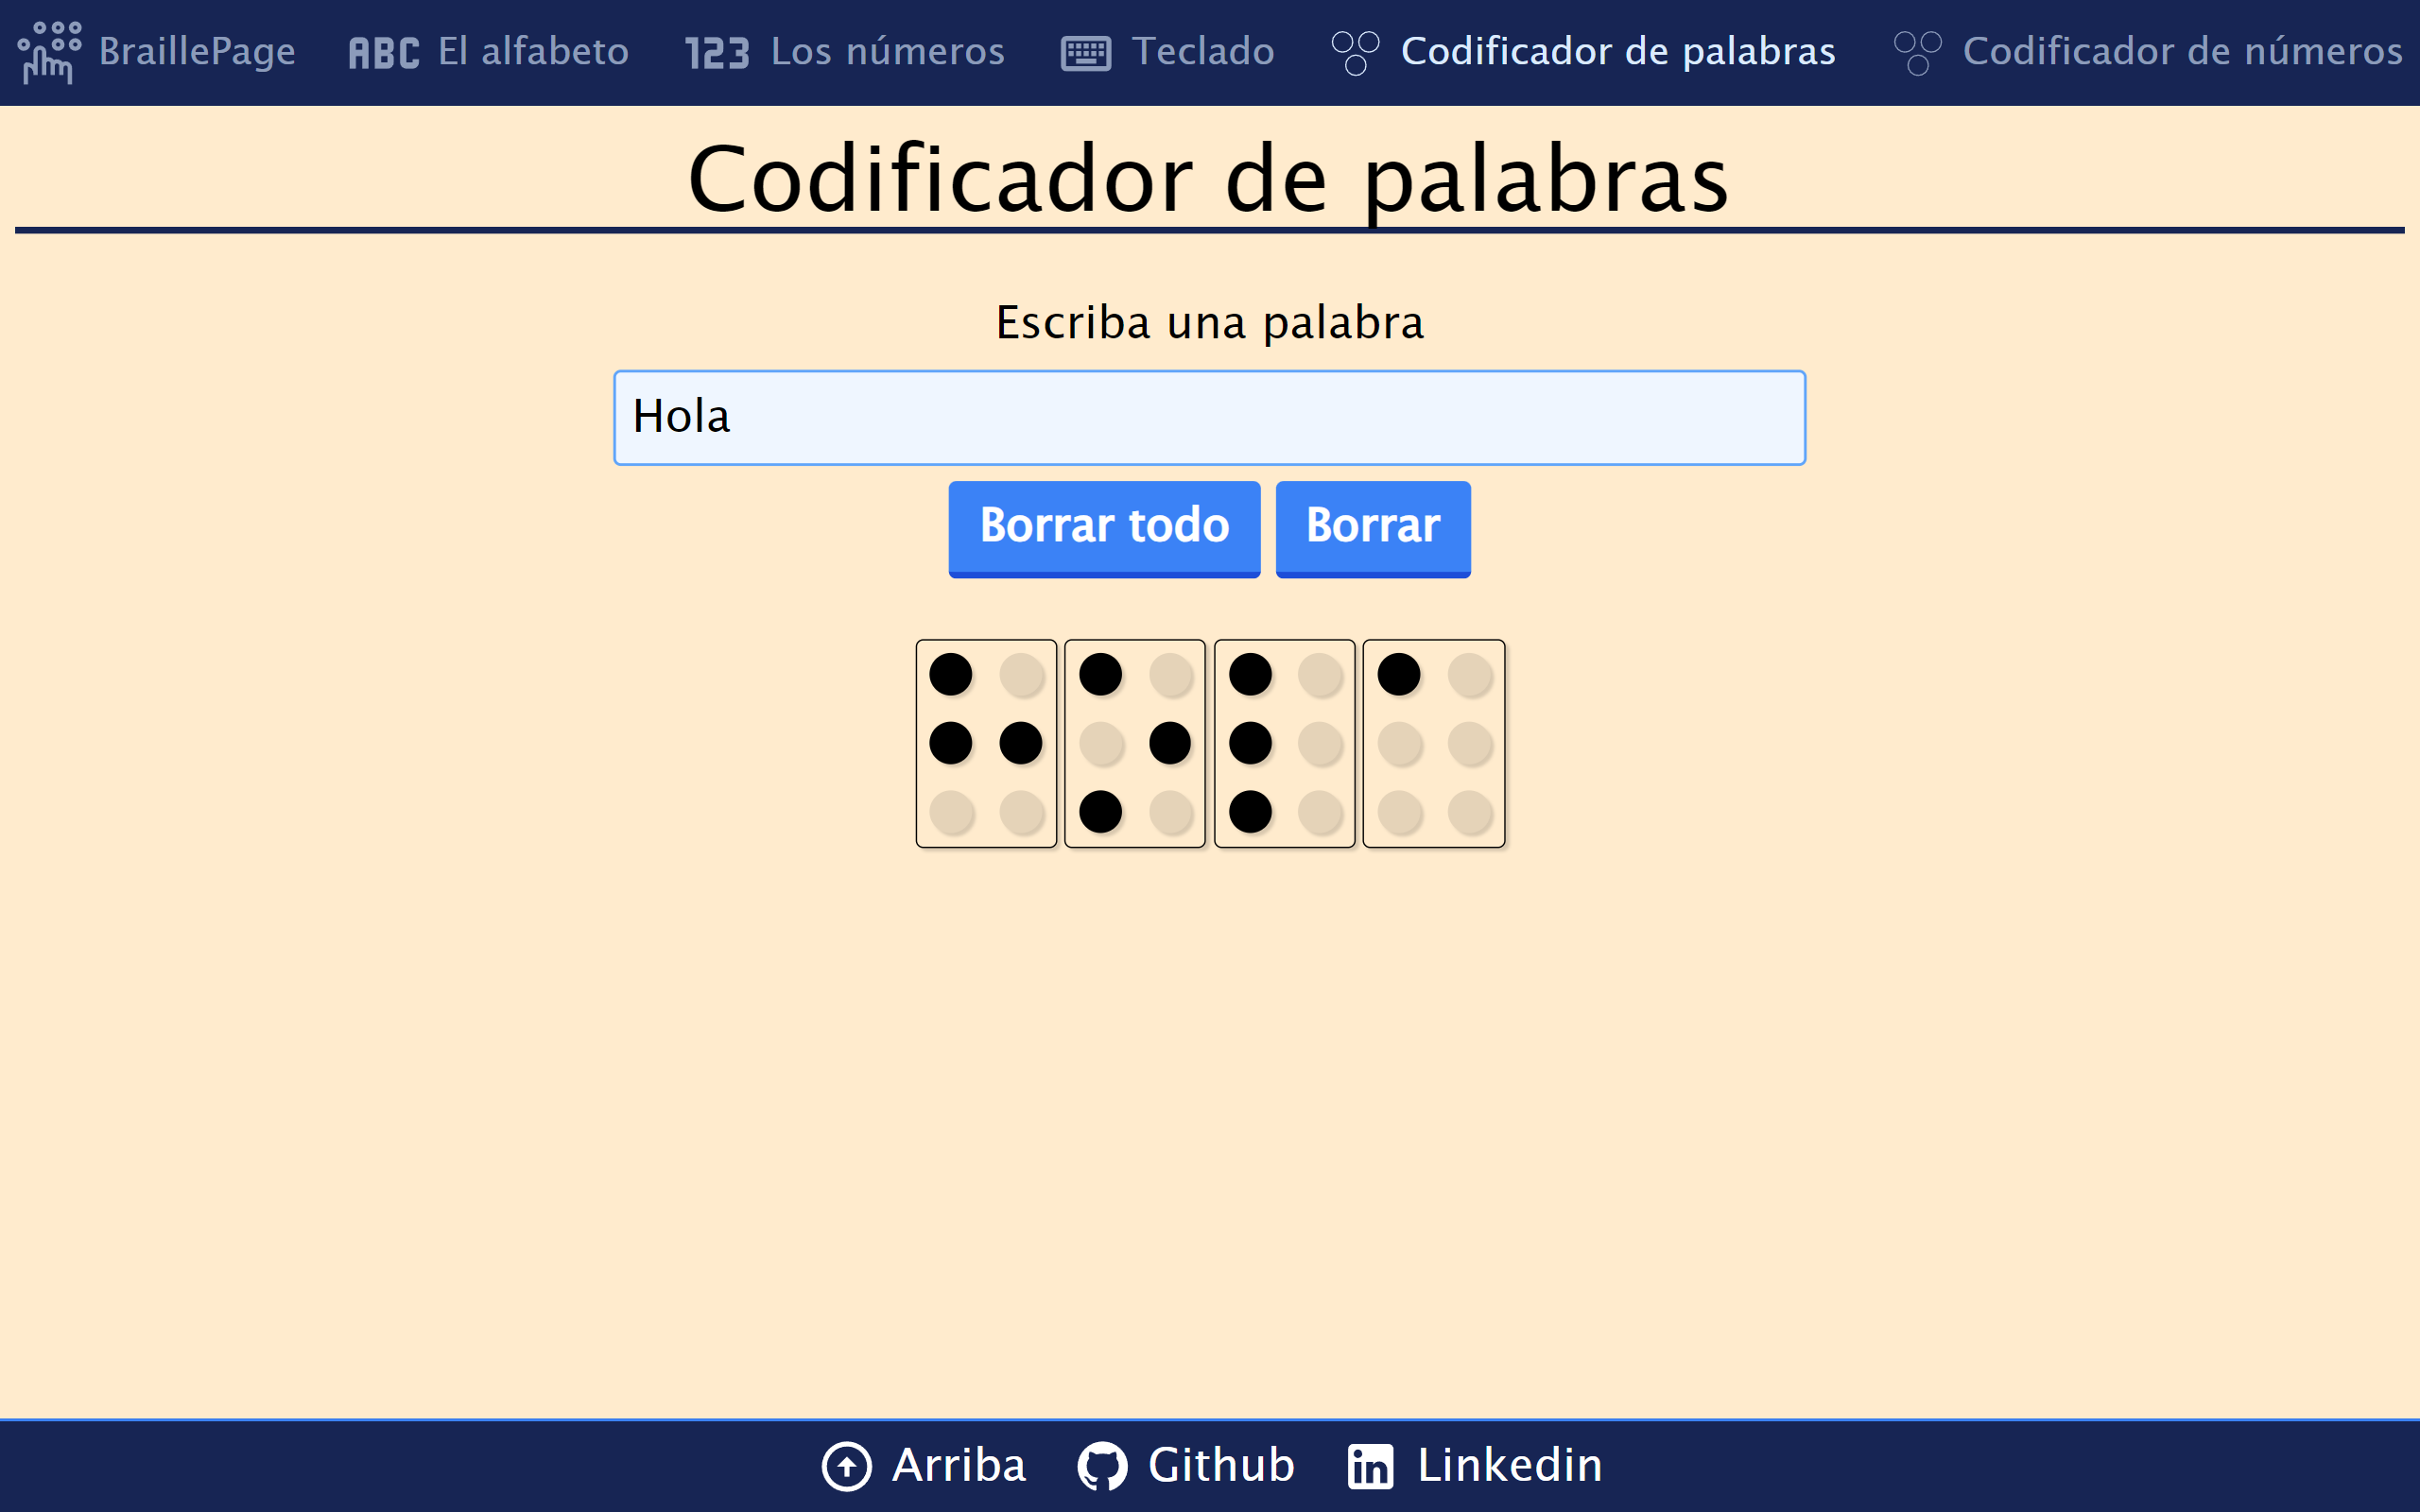 BraillePage ABC El alfabeto 123 Los números Teclado Codificador de palabras Codificador de números
Codificador de palabras
Escriba una palabra
Hola
Borrar todo Borrar
⠓⠕⠇⠁
Arriba Github in Linkedin